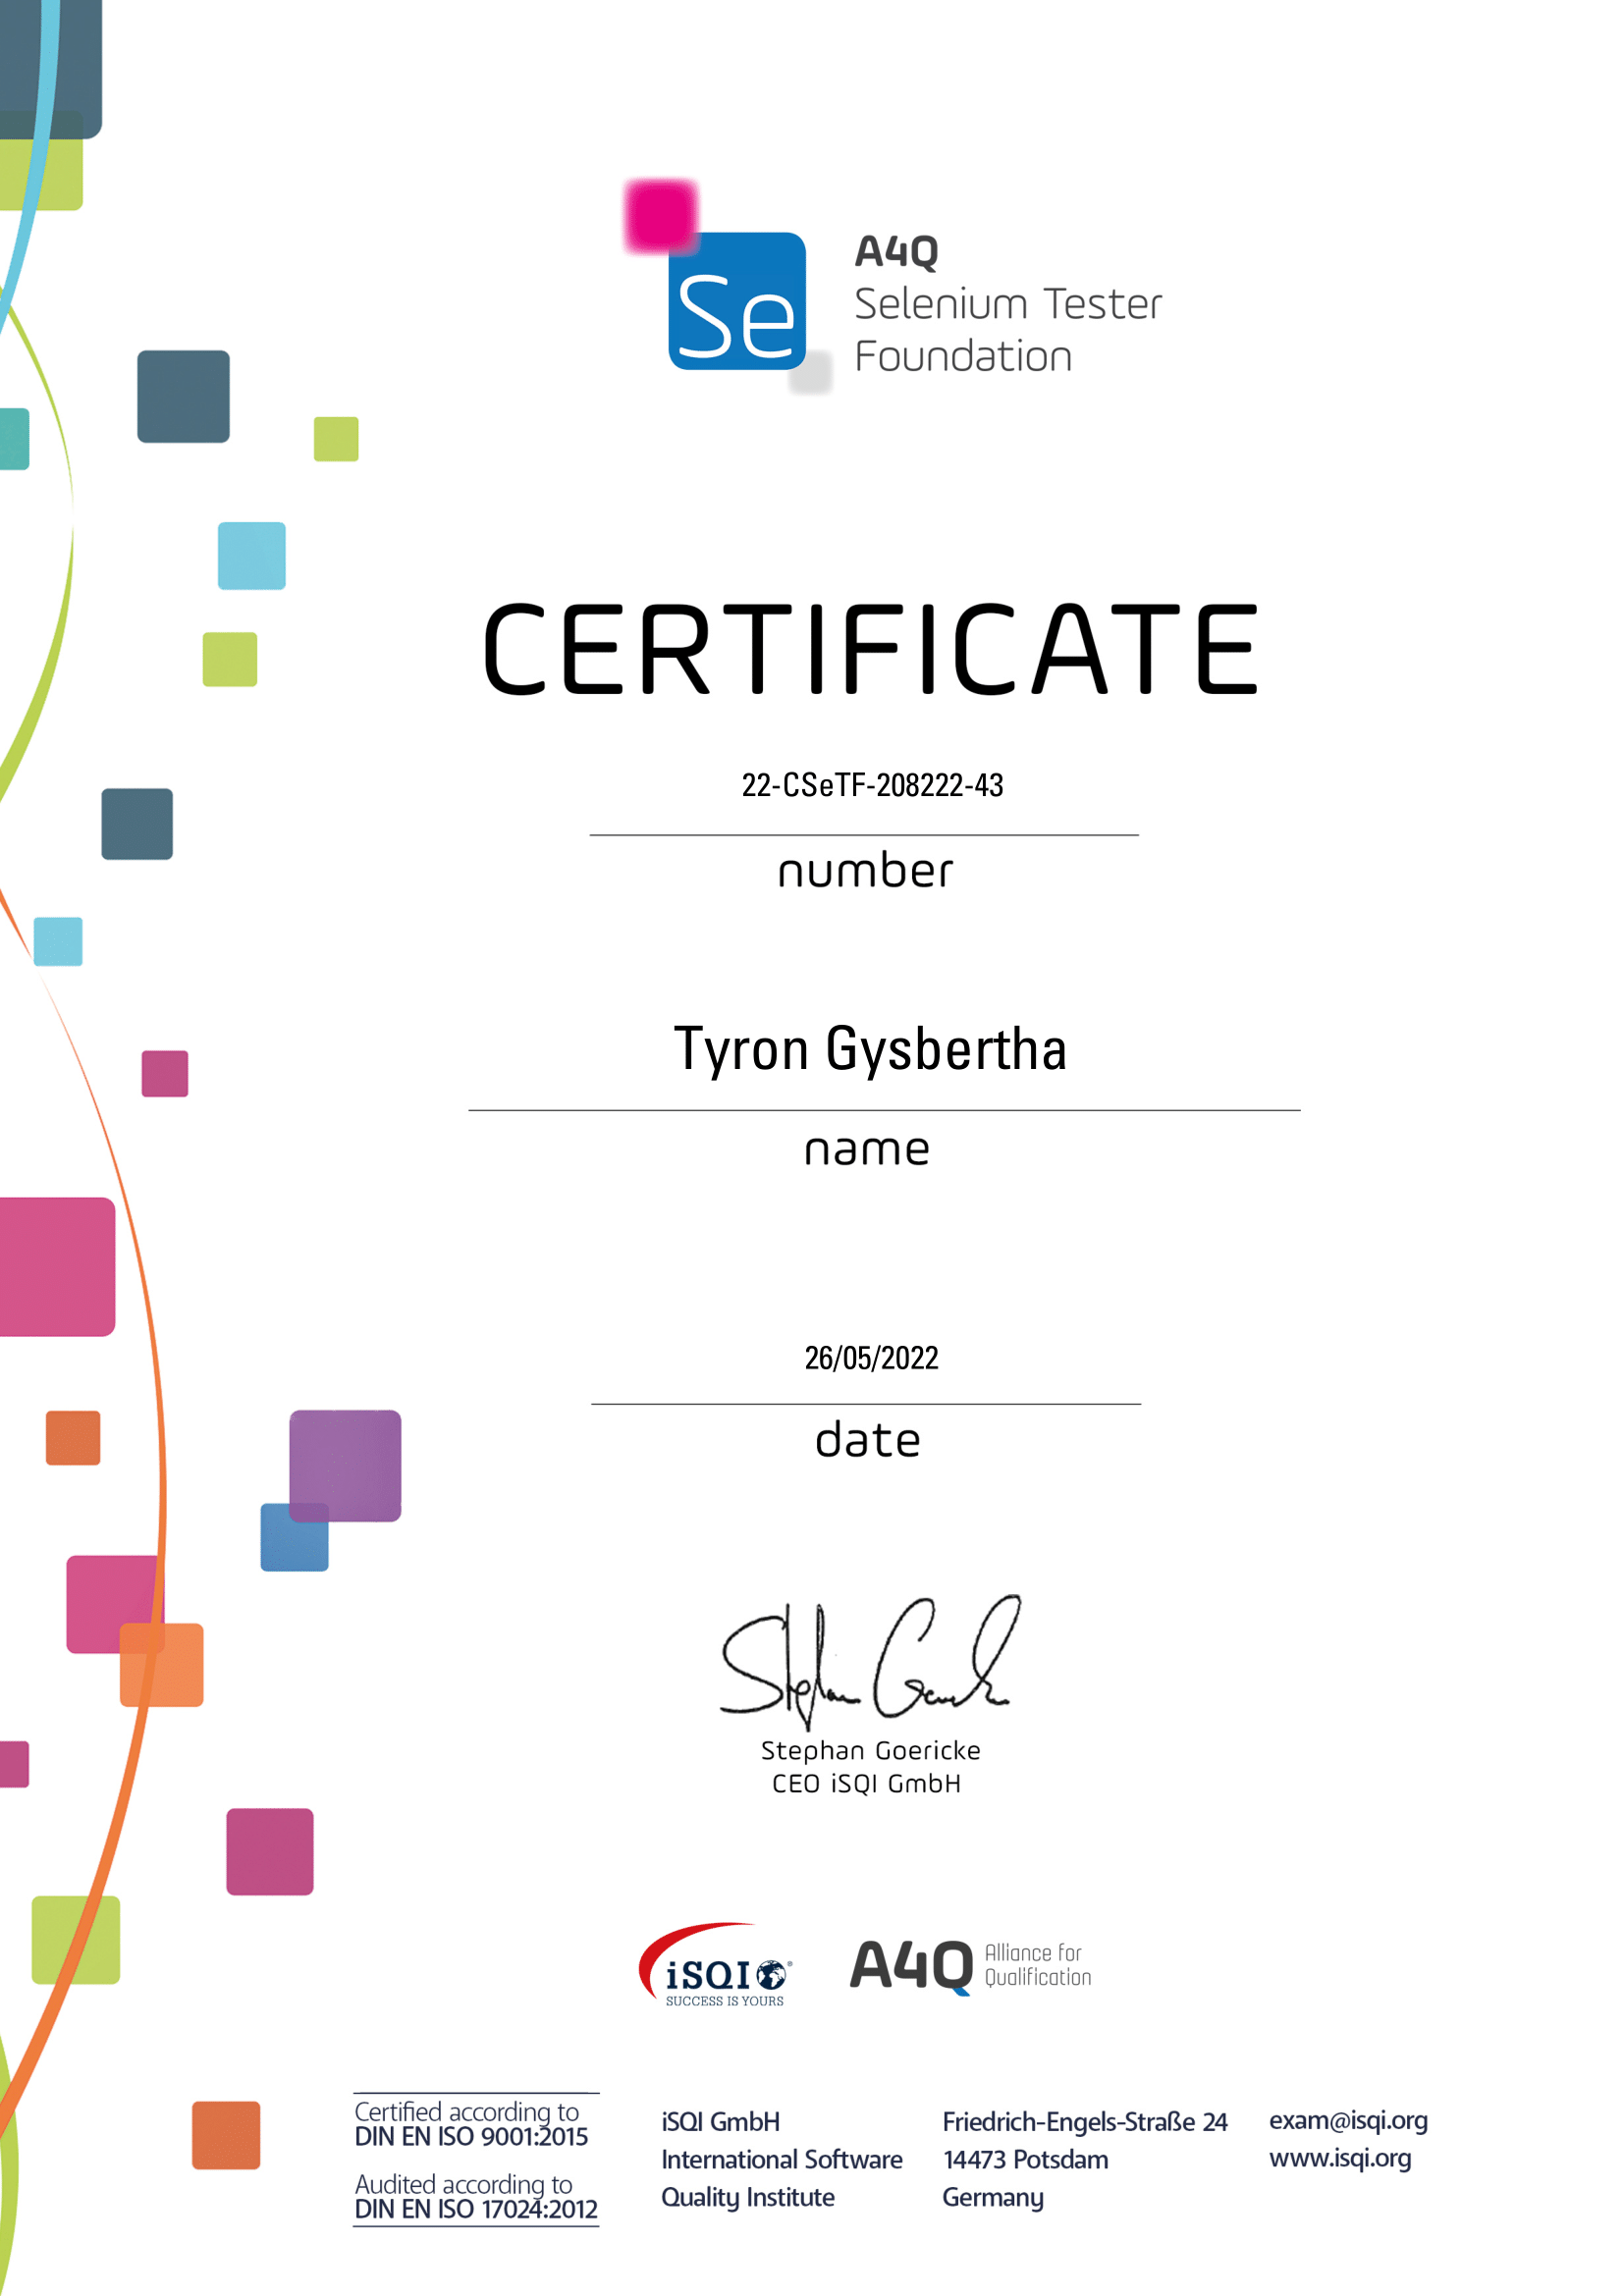 Se
A4Q
Selenium Tester
Foundation
CERTIFICATE
22-CSeTF-208222-43
number
Tyron Gysbertha
name
26/05/2022
date
Stephan Goericke
CEO iSQI GmbH
iSQI®
SUCCESS IS YOURS
A4Q
Alliance for
Qualification
Certified according to
DIN EN ISO 9001:2015
Audited according to
DIN EN ISO 17024:2012
iSQI GmbH
International Software
Quality Institute
Friedrich-Engels-Straße 24
14473 Potsdam
Germany
exam@isqi.org
www.isqi.org